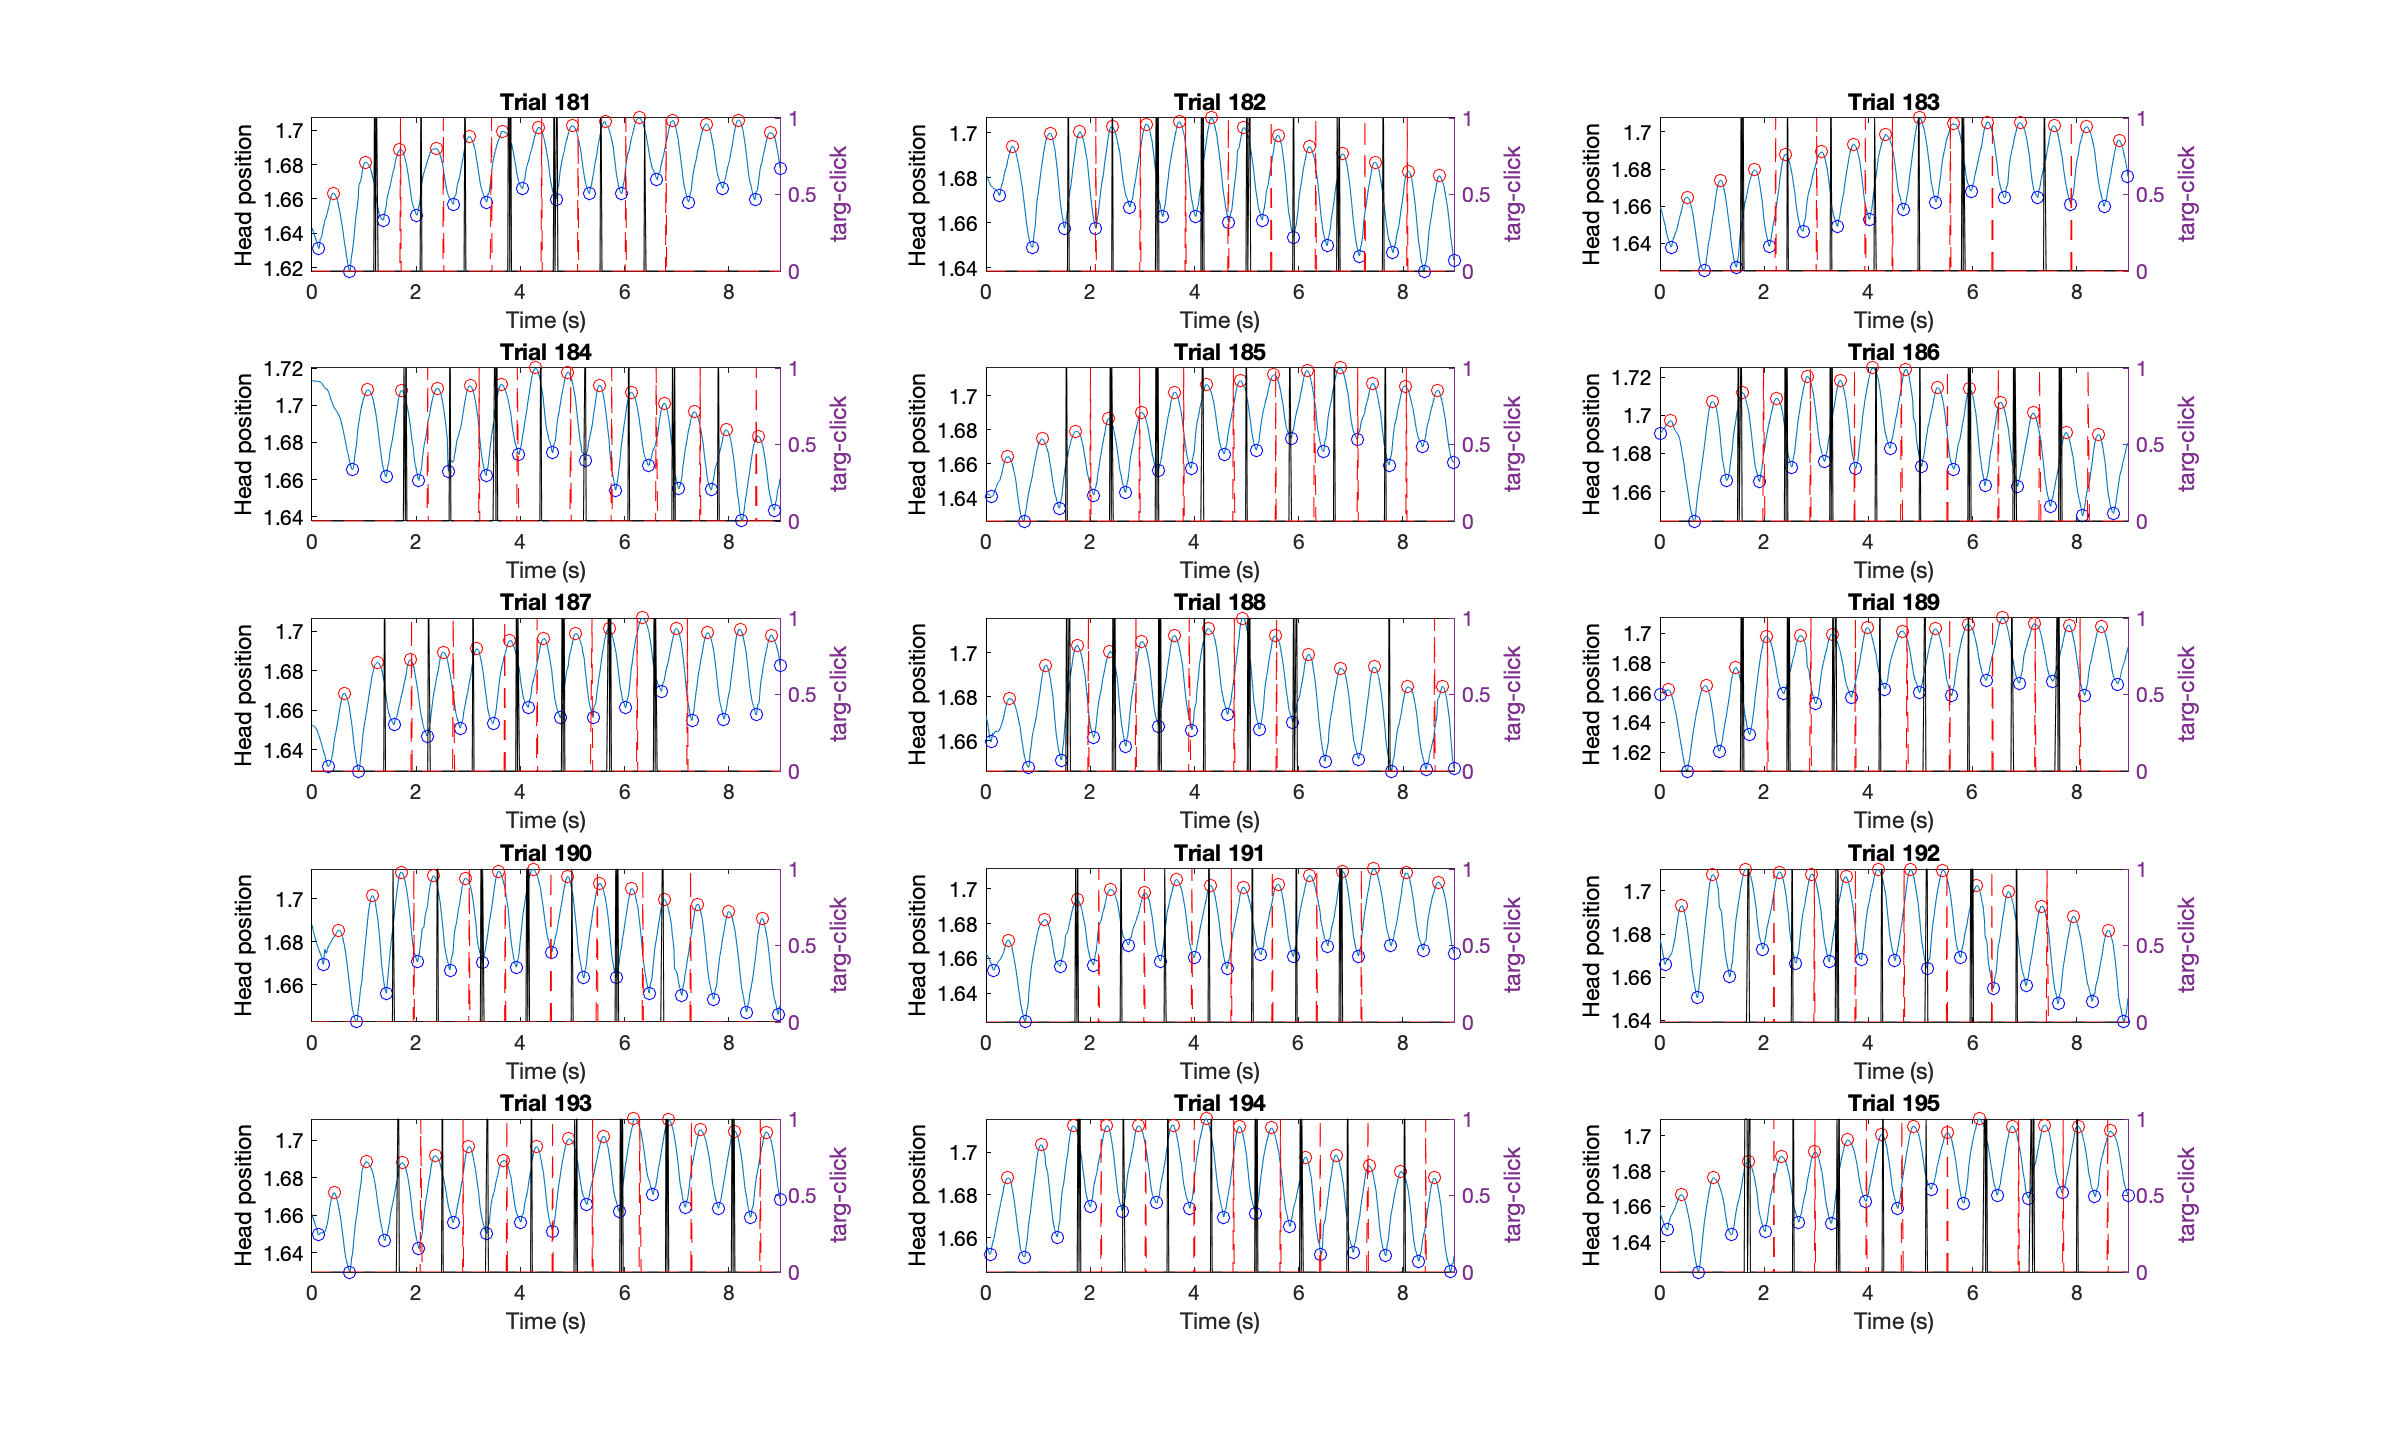 Trial 181
Head position
1.7
1.68
1.66
1.64
1.62
1
0.5
0
targ-click
0 2 4 6 8
Time (s)
Trial 182
Head position
1.7
1.68
1.66
1.64
1
0.5
0
targ-click
0 2 4 6 8
Time (s)
Trial 183
Head position
1.7
1.68
1.66
1.64
1
0.5
0
targ-click
0 2 4 6 8
Time (s)
Trial 184
Head position
1.72
1.7
1.68
1.66
1.64
1
0.5
0
targ-click
0 2 4 6 8
Time (s)
Trial 185
Head position
1.7
1.68
1.66
1.64
1
0.5
0
targ-click
0 2 4 6 8
Time (s)
Trial 186
Head position
1.72
1.7
1.68
1.66
1
0.5
0
targ-click
0 2 4 6 8
Time (s)
Trial 187
Head position
1.7
1.68
1.66
1.64
1
0.5
0
targ-click
0 2 4 6 8
Time (s)
Trial 188
Head position
1.7
1.68
1.66
1
0.5
0
targ-click
0 2 4 6 8
Time (s)
Trial 189
Head position
1.7
1.68
1.66
1.64
1.62
1
0.5
0
targ-click
0 2 4 6 8
Time (s)
Trial 190
Head position
1.7
1.68
1.66
1
0.5
0
targ-click
0 2 4 6 8
Time (s)
Trial 191
Head position
1.7
1.68
1.66
1.64
1
0.5
0
targ-click
0 2 4 6 8
Time (s)
Trial 192
Head position
1.7
1.68
1.66
1.64
1
0.5
0
targ-click
0 2 4 6 8
Time (s)
Trial 193
Head position
1.7
1.68
1.66
1.64
1
0.5
0
targ-click
0 2 4 6 8
Time (s)
Trial 194
Head position
1.7
1.68
1.66
1
0.5
0
targ-click
0 2 4 6 8
Time (s)
Trial 195
Head position
1.7
1.68
1.66
1.64
1
0.5
0
targ-click
0 2 4 6 8
Time (s)